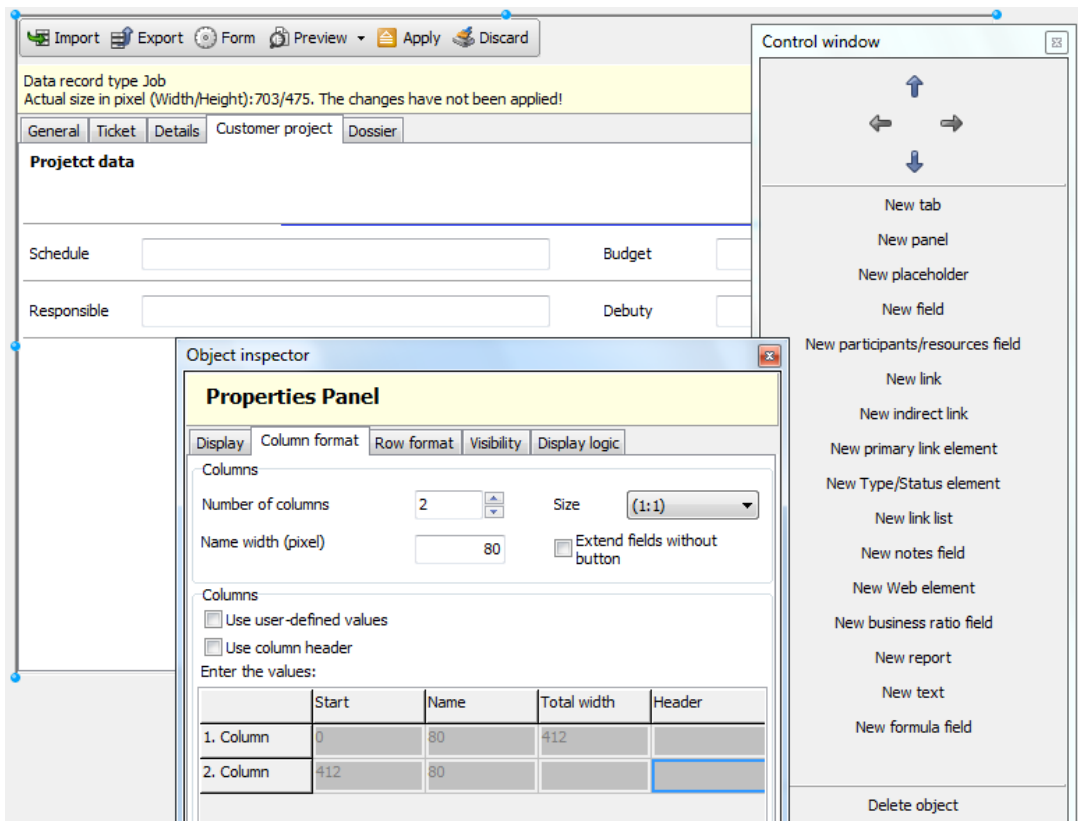 Import Export Form Preview Apply Discard
Data record type Job
Actual size in pixel (Width/Height):703/475. The changes have not been applied!
General Ticket Details Customer project Dossier
Projetct data
Schedule Budget
Responsible Debuty
Object inspector
Properties Panel
Display Column format Row format Visibility Display logic
Columns
Number of columns 2 Size (1:1)
Name width (pixel) 80 Extend fields without
button
Columns
Use user-defined values
Use column header
Enter the values:
Start Name Total width Header
1. Column 0 80 412
2. Column 412 80
Control window
New tab
New panel
New placeholder
New field
New participants/resources field
New link
New indirect link
New primary link element
New Type/Status element
New link list
New notes field
New Web element
New business ratio field
New report
New text
New formula field
Delete object